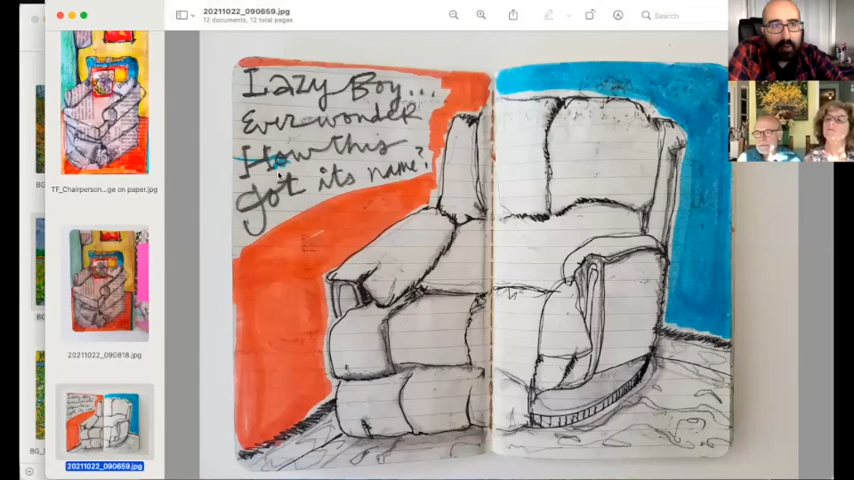 20211022_090659.jpg
12 documents, 12 total pages
Search
TF_Chairperson...ge on paper.jpg
20211022_090818.jpg
20211022_090659.jpg
Lazy Boy...
Ever wonder
How this
got its name?